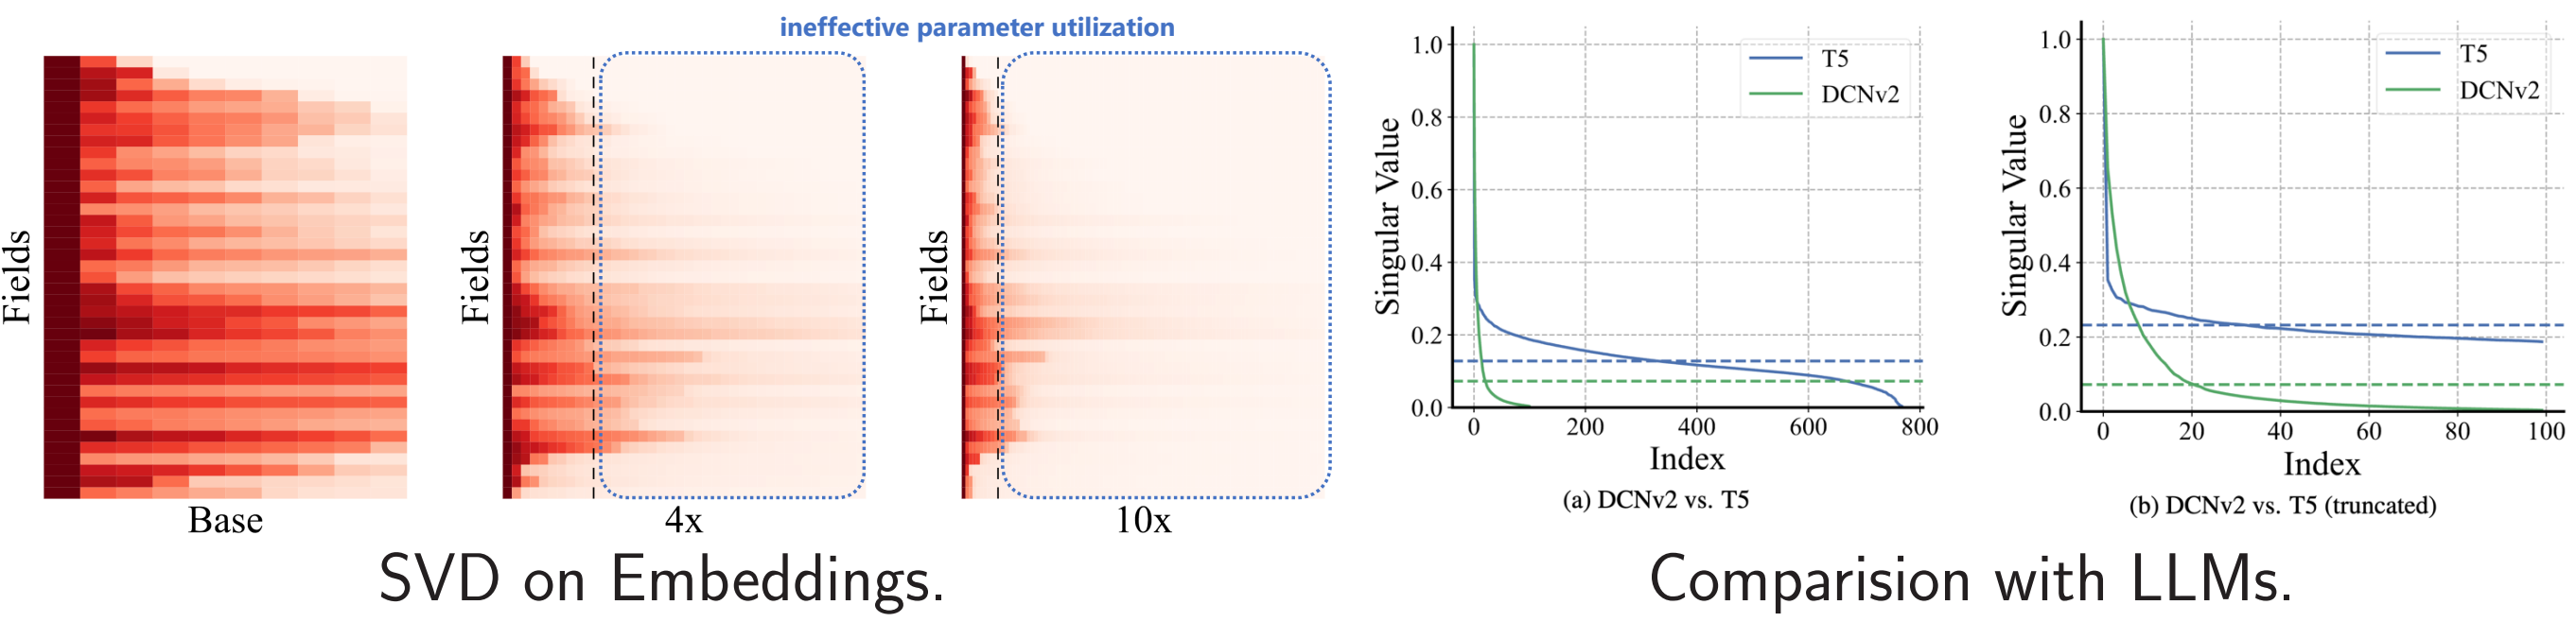 ineffective parameter utilization
Fields
Base
Fields
4x
Fields
10x
SVD on Embeddings.
Singular Value
1.0
0.8
0.6
0.4
0.2
0.0
0 200 400 600 800
Index
T5
DCNv2
(a) DCNv2 vs. T5
Singular Value
1.0
0.8
0.6
0.4
0.2
0.0
0 20 40 60 80 100
Index
T5
DCNv2
(b) DCNv2 vs. T5 (truncated)
Comparision with LLMs.